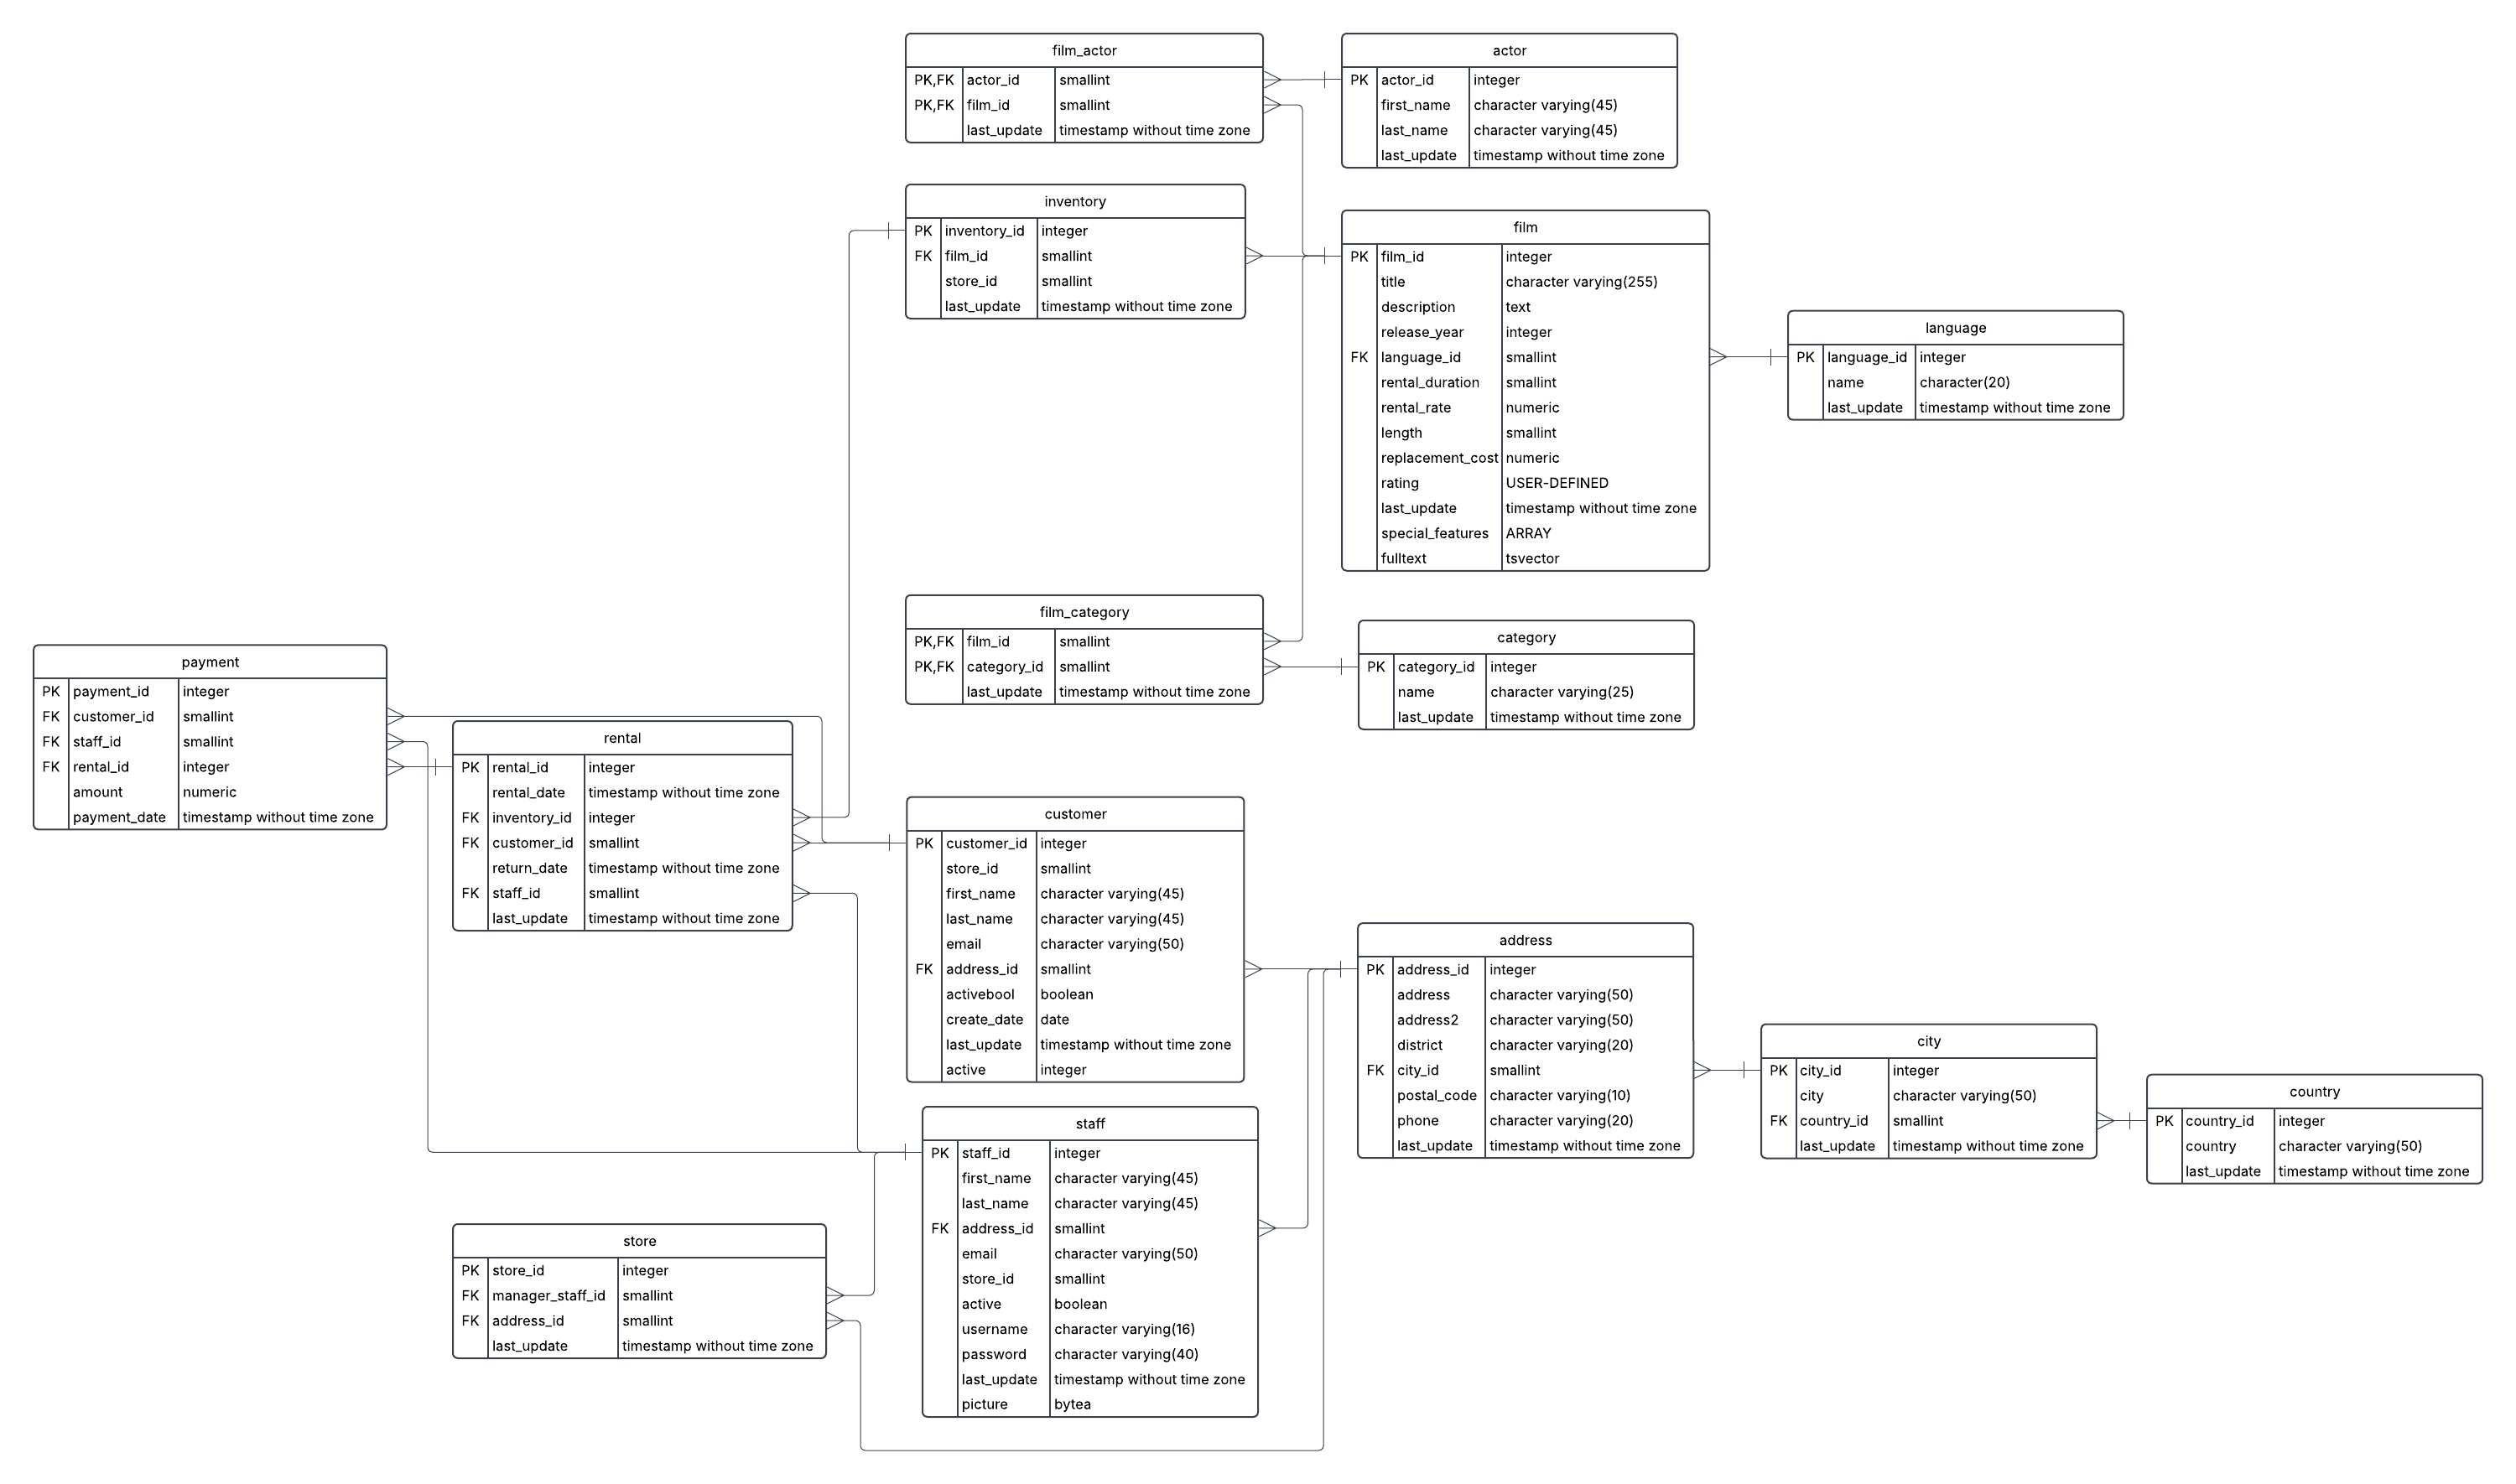 film_actor
PK,FK actor_id smallint
PK,FK film_id smallint
last_update timestamp without time zone
actor
PK actor_id integer
first_name character varying(45)
last_name character varying(45)
last_update timestamp without time zone
inventory
PK inventory_id integer
FK film_id smallint
store_id smallint
last_update timestamp without time zone
film
PK film_id integer
title character varying(255)
description text
release_year integer
FK language_id smallint
rental_duration smallint
rental_rate numeric
length smallint
replacement_cost numeric
rating USER-DEFINED
last_update timestamp without time zone
special_features ARRAY
fulltext tsvector
language
PK language_id integer
name character(20)
last_update timestamp without time zone
film_category
PK,FK film_id smallint
PK,FK category_id smallint
last_update timestamp without time zone
category
PK category_id integer
name character varying(25)
last_update timestamp without time zone
payment
PK payment_id integer
FK customer_id smallint
FK staff_id smallint
FK rental_id integer
amount numeric
payment_date timestamp without time zone
rental
PK rental_id integer
rental_date timestamp without time zone
FK inventory_id integer
FK customer_id smallint
return_date timestamp without time zone
FK staff_id smallint
last_update timestamp without time zone
customer
PK customer_id integer
store_id smallint
first_name character varying(45)
last_name character varying(45)
email character varying(50)
FK address_id smallint
activebool boolean
create_date date
last_update timestamp without time zone
active integer
address
PK address_id integer
address character varying(50)
address2 character varying(50)
district character varying(20)
FK city_id smallint
postal_code character varying(10)
phone character varying(20)
last_update timestamp without time zone
city
PK city_id integer
city character varying(50)
FK country_id smallint
last_update timestamp without time zone
country
PK country_id integer
country character varying(50)
last_update timestamp without time zone
staff
PK staff_id integer
first_name character varying(45)
last_name character varying(45)
FK address_id smallint
email character varying(50)
store_id smallint
active boolean
username character varying(16)
password character varying(40)
last_update timestamp without time zone
picture bytea
store
PK store_id integer
FK manager_staff_id smallint
FK address_id smallint
last_update timestamp without time zone